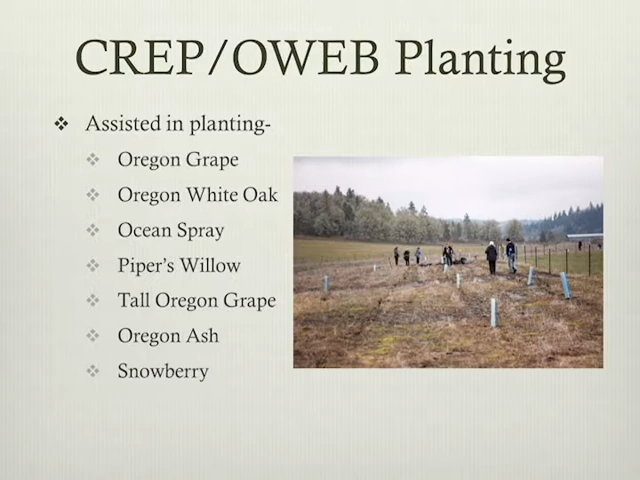 CREP/OWEB Planting
Assisted in planting-
Oregon Grape
Oregon White Oak
Ocean Spray
Piper's Willow
Tall Oregon Grape
Oregon Ash
Snowberry